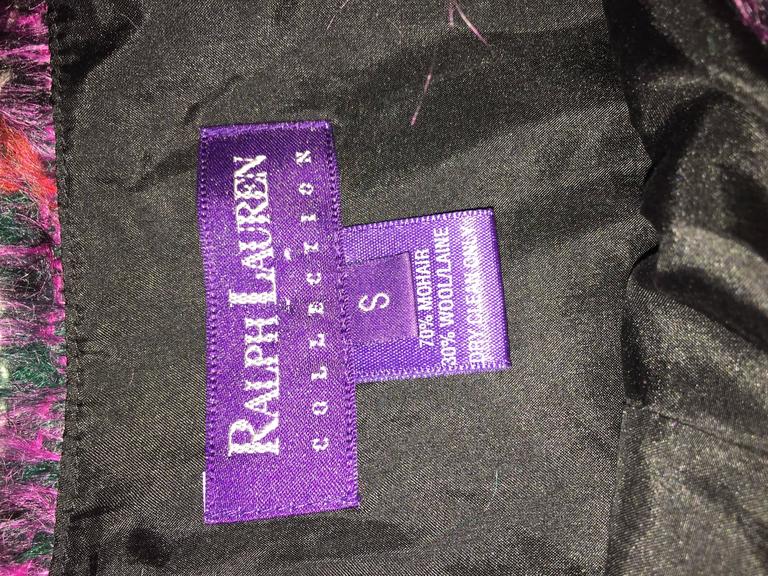 RALPH LAUREN
COLLECTION
S
70% MOHAIR
30% WOOL/LAINE
DRY CLEAN ONLY